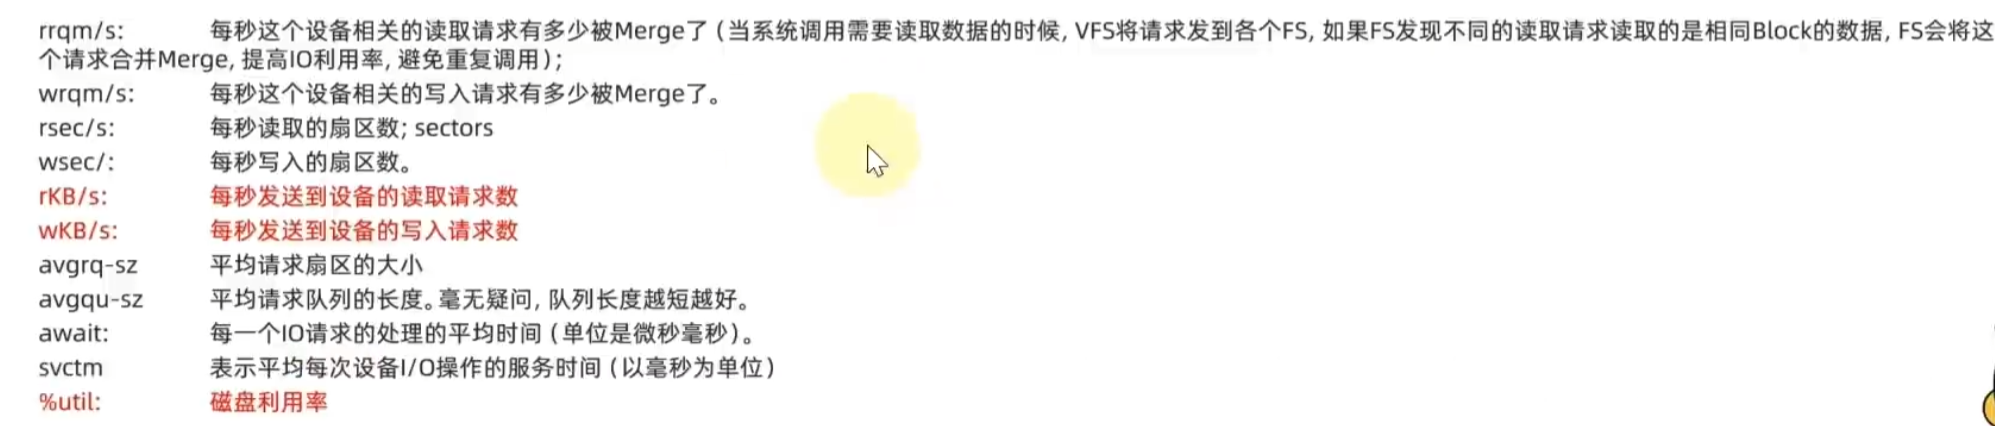 rrqm/s: 每秒这个设备相关的读取请求有多少被Merge了（当系统调用需要读取数据的时候, VFS将请求发到各个FS, 如果FS发现不同的读取请求读取的是相同Block的数据, FS会将这
个请求合并Merge, 提高IO利用率, 避免重复调用）;
wrqm/s: 每秒这个设备相关的写入请求有多少被Merge了。
rsec/s: 每秒读取的扇区数; sectors
wsec/: 每秒写入的扇区数。
rKB/s: 每秒发送到设备的读取请求数
wKB/s: 每秒发送到设备的写入请求数
avgrq-sz 平均请求扇区的大小
avgqu-sz 平均请求队列的长度。毫无疑问, 队列长度越短越好。
await: 每一个IO请求的处理的平均时间（单位是微秒毫秒）。
svctm 表示平均每次设备I/O操作的服务时间（以毫秒为单位）
%util: 磁盘利用率